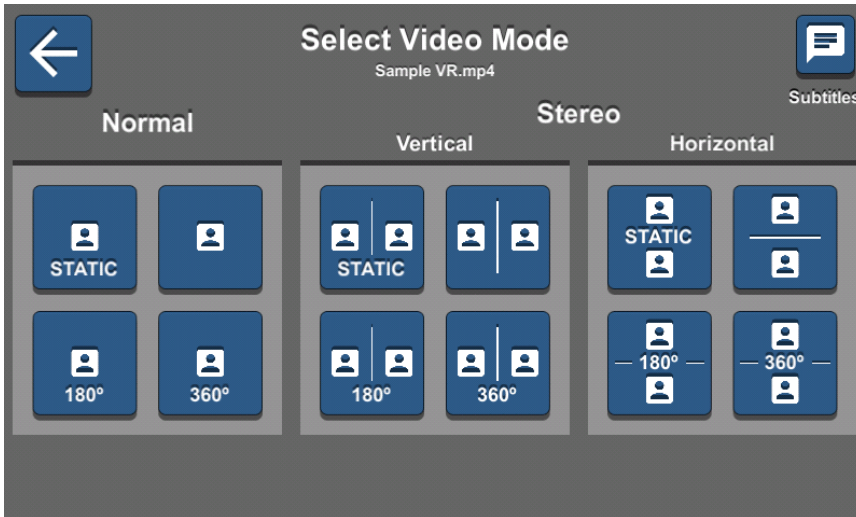 Select Video Mode
Sample VR.mp4
Subtitles
Normal
Stereo
Vertical
Horizontal
STATIC
180º
360º
STATIC
180º
360º
STATIC
180º
360º